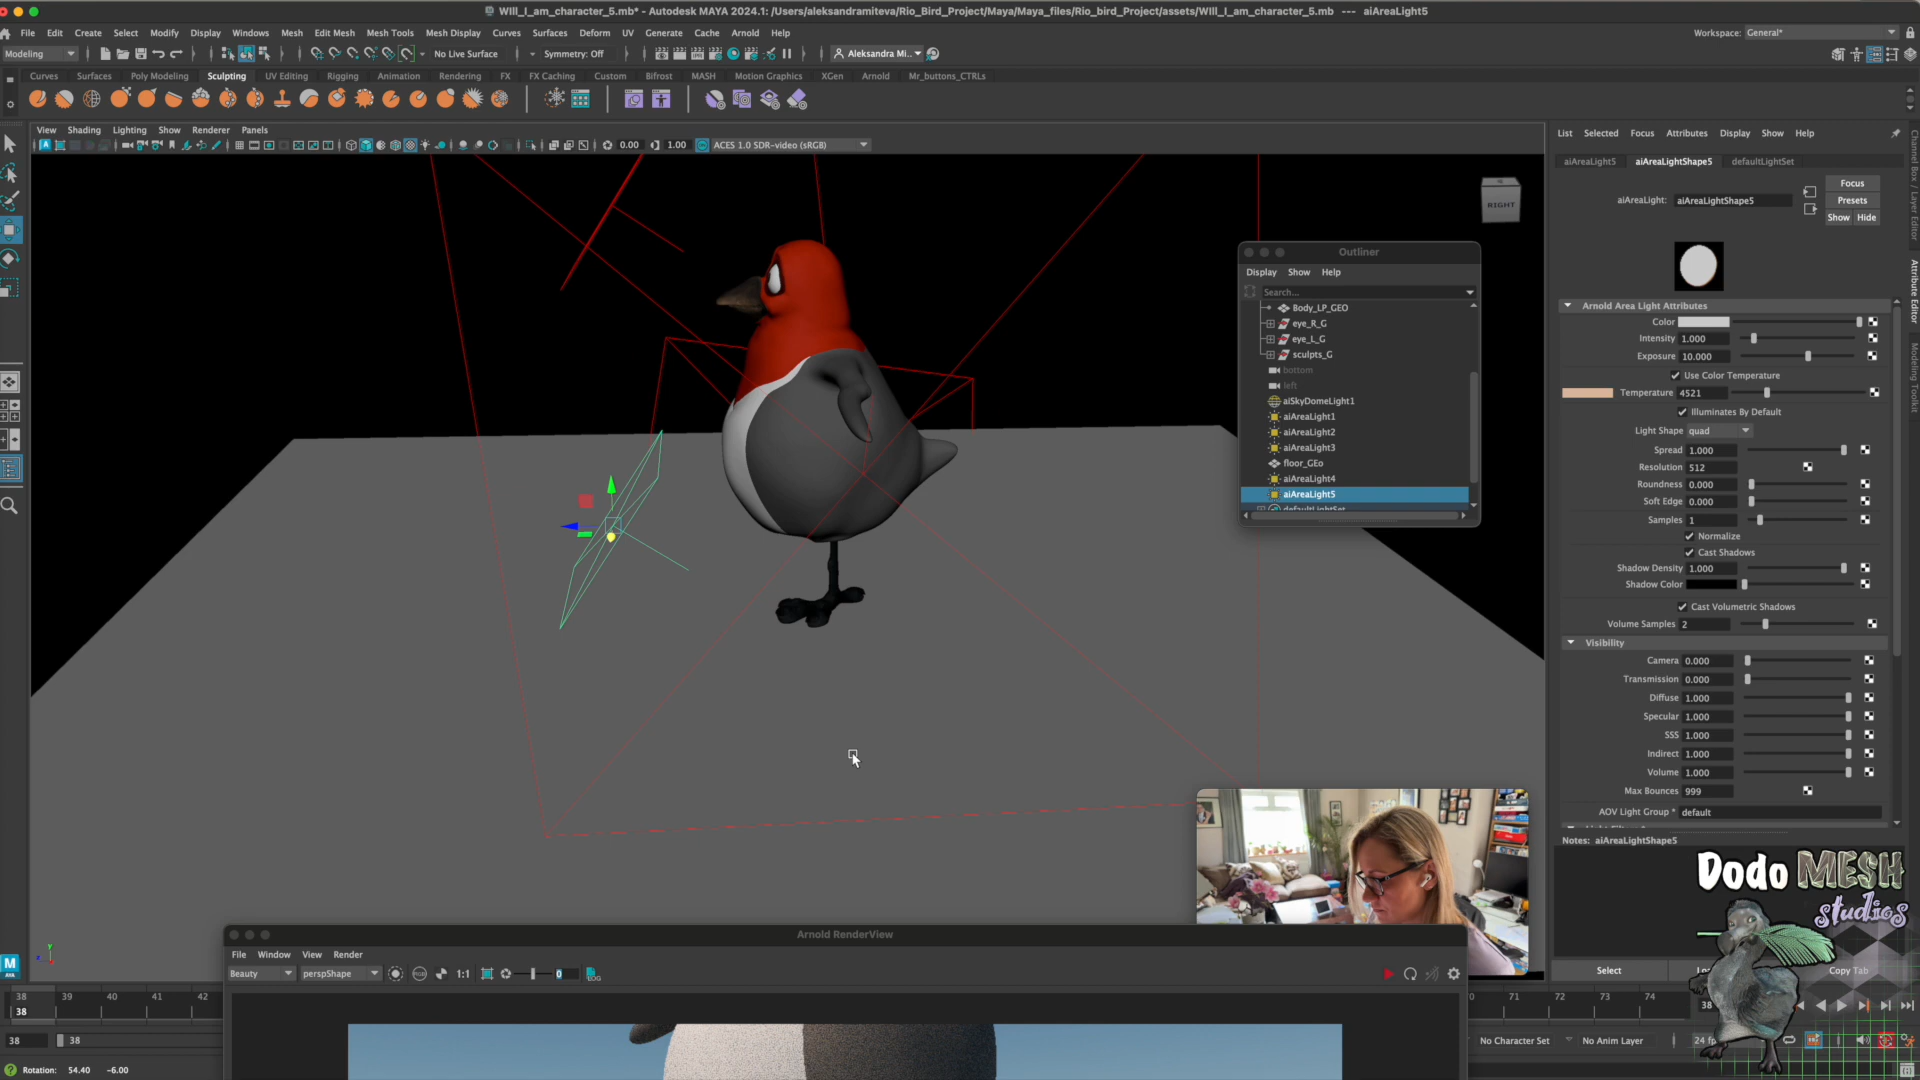 WIll_I_am_character_5.mb* - Autodesk MAYA 2024.1: /Users/aleksandramiteva/Rio_Bird_Project/Maya/Maya_files/Rio_bird_Project/assets/WIll_I_am_character_5.mb --- aiAreaLight5
File Edit Create Select Modify Display Windows Mesh Edit Mesh Mesh Tools Mesh Display Curves Surfaces Deform UV Generate Cache Arnold Help
Workspace: General*
Modeling
No Live Surface
Symmetry: Off
Aleksandra Mi...
Curves Surfaces Poly Modeling Sculpting UV Editing Rigging Animation Rendering FX FX Caching Custom Bifrost MASH Motion Graphics XGen Arnold Mr_buttons_CTRLs
View Shading Lighting Show Renderer Panels
0.00 1.00 ACES 1.0 SDR-video (sRGB)
RIGHT
Outliner
Display Show Help
Search...
Body_LP_GEO
eye_R_G
eye_L_G
sculpts_G
bottom
left
aiSkyDomeLight1
aiAreaLight1
aiAreaLight2
aiAreaLight3
floor_GEo
aiAreaLight4
aiAreaLight5
defaultLightSet
List Selected Focus Attributes Display Show Help
aiAreaLight5 aiAreaLightShape5 defaultLightSet
aiAreaLight: aiAreaLightShape5
Focus
Presets
Show Hide
Arnold Area Light Attributes
Color
Intensity 1.000
Exposure 10.000
Use Color Temperature
Temperature 4521
Illuminates By Default
Light Shape quad
Spread 1.000
Resolution 512
Roundness 0.000
Soft Edge 0.000
Samples 1
Normalize
Cast Shadows
Shadow Density 1.000
Shadow Color
Cast Volumetric Shadows
Volume Samples 2
Visibility
Camera 0.000
Transmission 0.000
Diffuse 1.000
Specular 1.000
SSS 1.000
Indirect 1.000
Volume 1.000
Max Bounces 999
AOV Light Group * default
Notes: aiAreaLightShape5
Select
Copy Tab
Channel Box / Layer Editor
Attribute Editor
Modeling Toolkit
Dodo MESH
studios
Arnold RenderView
File Window View Render
Beauty perspShape 1:1 0
38 39 40 41 42
38
71 72 73 74
38
38 38
No Character Set No Anim Layer
Rotation: 54.40 -6.00
M